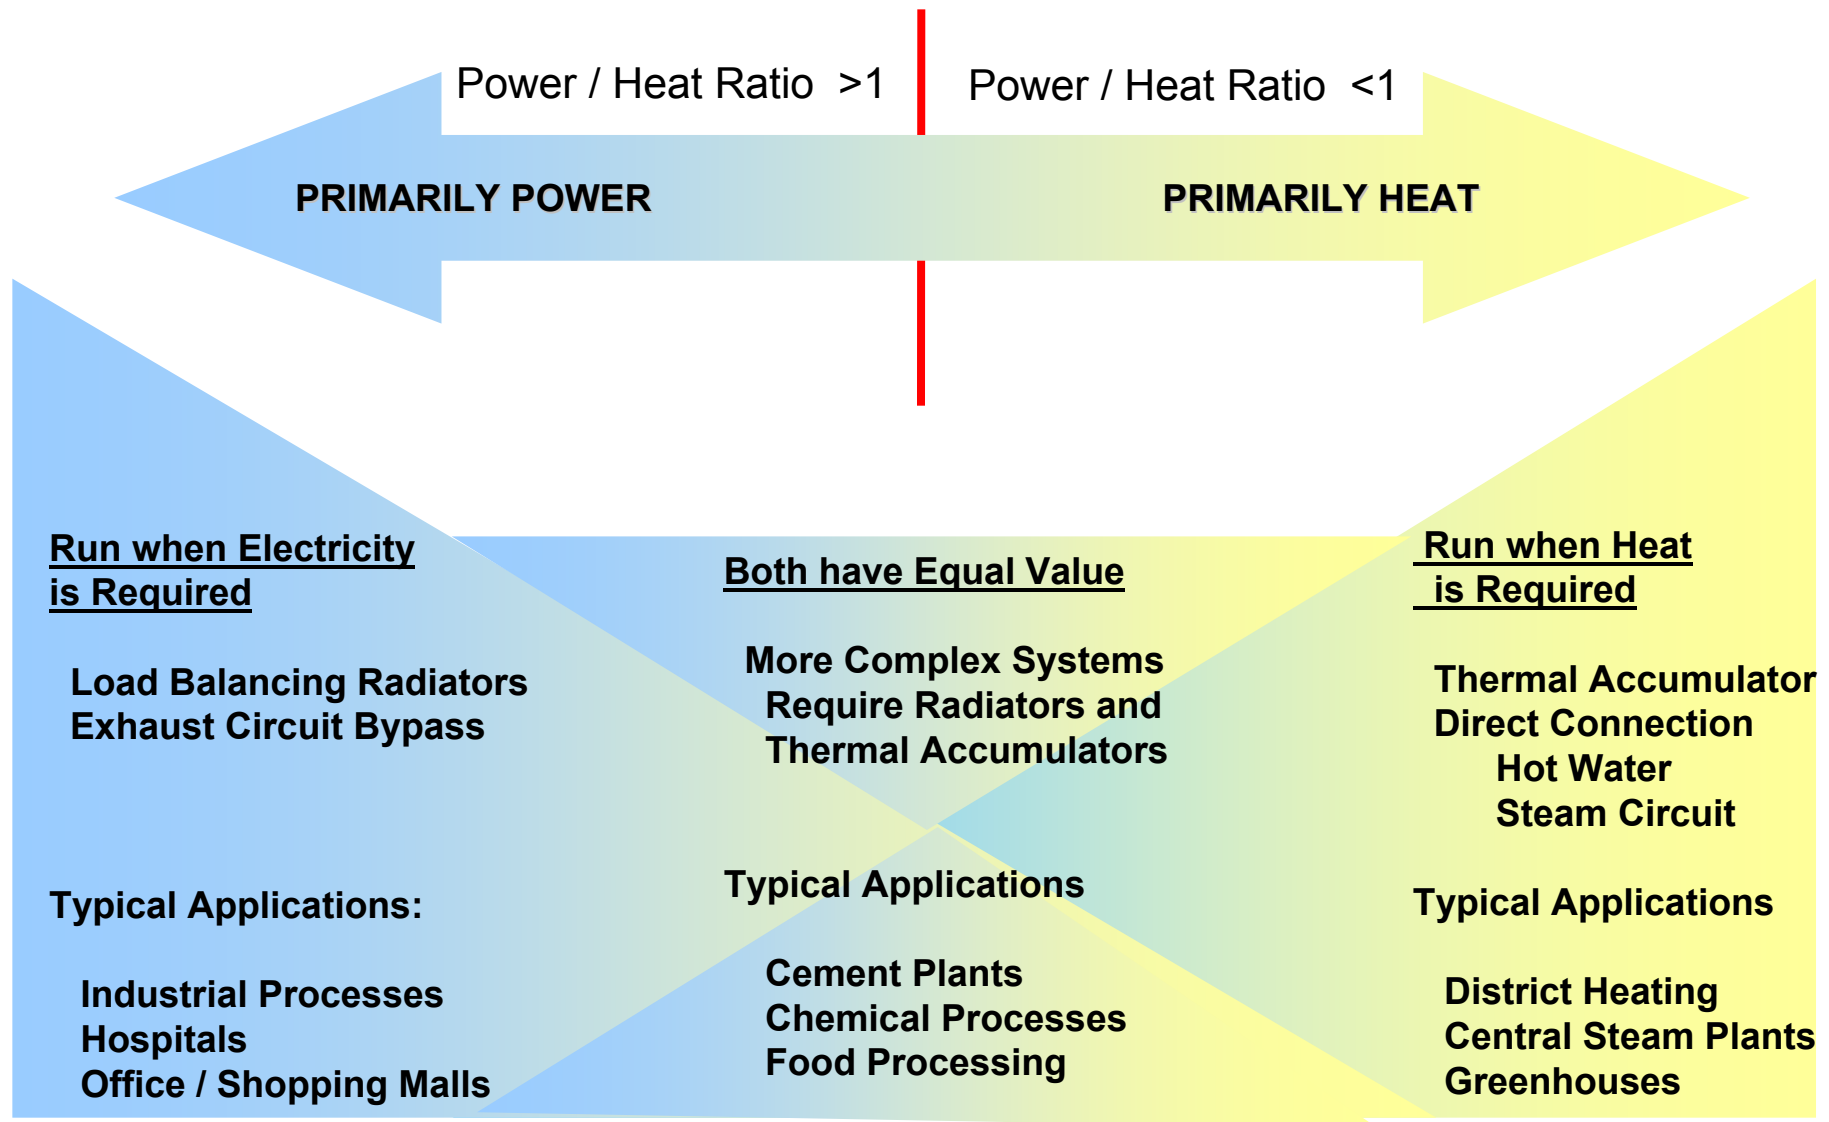 Power / Heat Ratio  >1
Power / Heat Ratio  <1
PRIMARILY POWER
PRIMARILY HEAT
Run when Electricity
is Required
Load Balancing Radiators
Exhaust Circuit Bypass
Typical Applications:
Industrial Processes
Hospitals
Office / Shopping Malls
Both have Equal Value
More Complex Systems
Require Radiators and
Thermal Accumulators
Typical Applications
Cement Plants
Chemical Processes
Food Processing
Run when Heat
is Required
Thermal Accumulator
Direct Connection
Hot Water
Steam Circuit
Typical Applications
District Heating
Central Steam Plants
Greenhouses